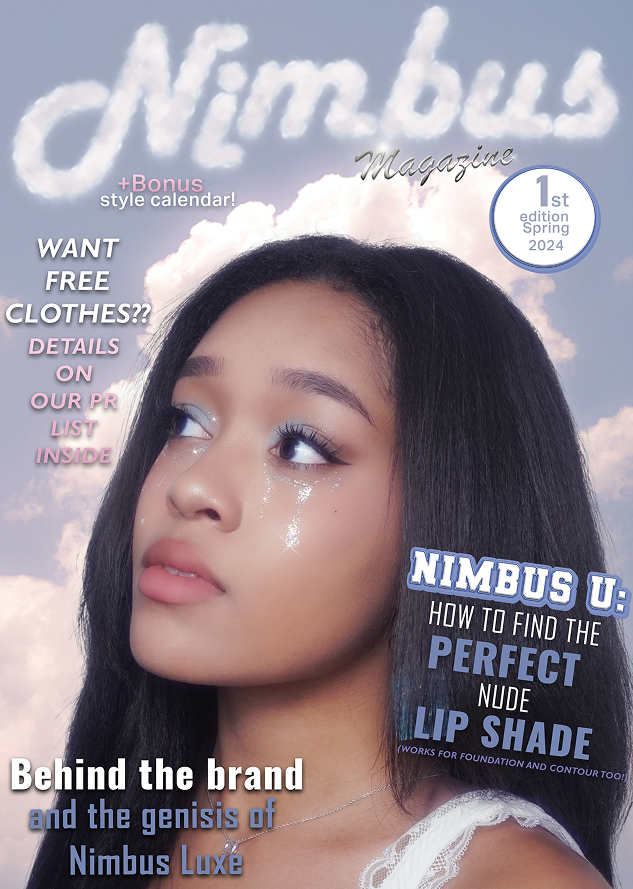 Nimbus
Magazine
+Bonus
style calendar!
1st
edition
Spring
2024
WANT
FREE
CLOTHES??
DETAILS
ON
OUR PR
LIST
INSIDE
NIMBUS U:
HOW TO FIND THE
PERFECT
NUDE
LIP SHADE
(WORKS FOR FOUNDATION AND CONTOUR TOO!)
Behind the brand
and the genisis of
Nimbus Luxe